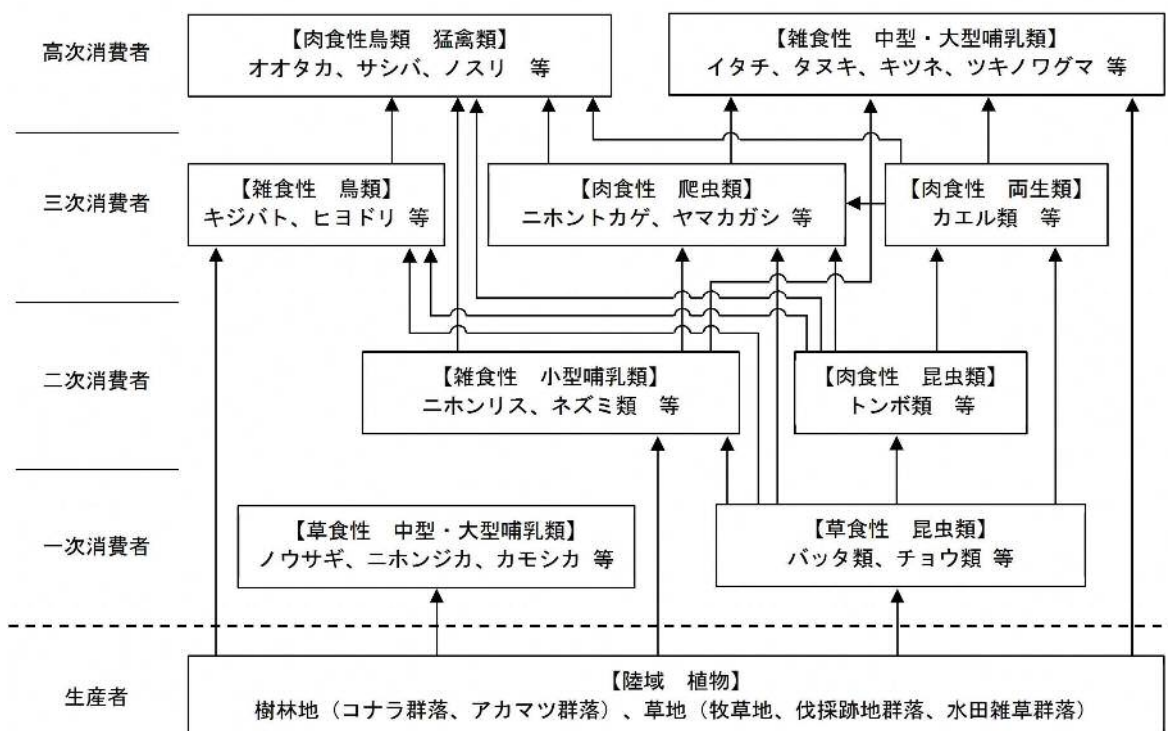 高次消費者
【肉食性鳥類 猛禽類】
オオタカ、サシバ、ノスリ 等
【雑食性 中型・大型哺乳類】
イタチ、タヌキ、キツネ、ツキノワグマ 等
三次消費者
【雑食性 鳥類】
キジバト、ヒヨドリ 等
【肉食性 爬虫類】
ニホントカゲ、ヤマカガシ 等
【肉食性 両生類】
カエル類 等
二次消費者
【雑食性 小型哺乳類】
ニホンリス、ネズミ類 等
【肉食性 昆虫類】
トンボ類 等
一次消費者
【草食性 中型・大型哺乳類】
ノウサギ、ニホンジカ、カモシカ 等
【草食性 昆虫類】
バッタ類、チョウ類 等
生産者
【陸域 植物】
樹林地（コナラ群落、アカマツ群落）、草地（牧草地、伐採跡地群落、水田雑草群落）